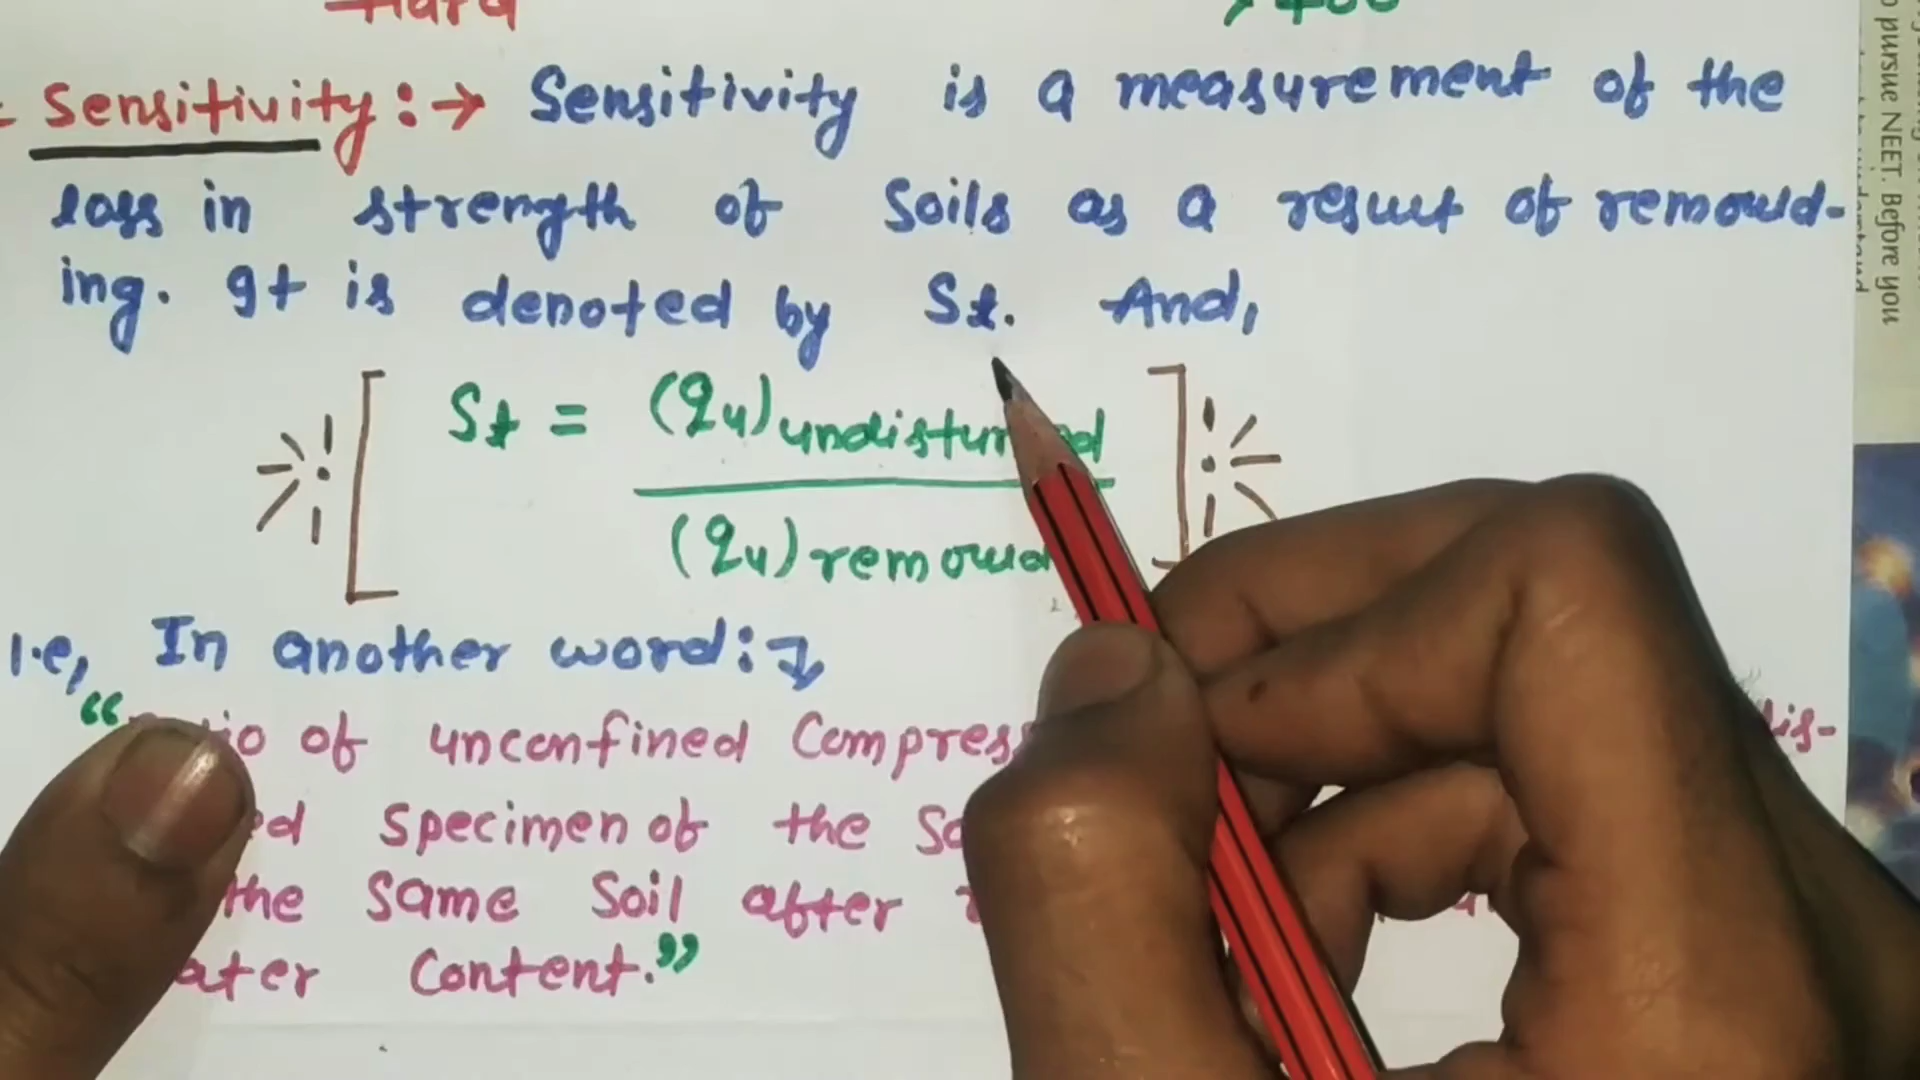 Hard
> 400
Sensitivity :→ Sensitivity is a measurement of the
loss in strength of Soils as a result of remould-
ing. It is denoted by St. And,
St = (qu)undisturbed
(qu)remould
i.e, In another word:→
“ of unconfined
specimen of the
the same Soil after
content.”
o pursue NEET. Before you